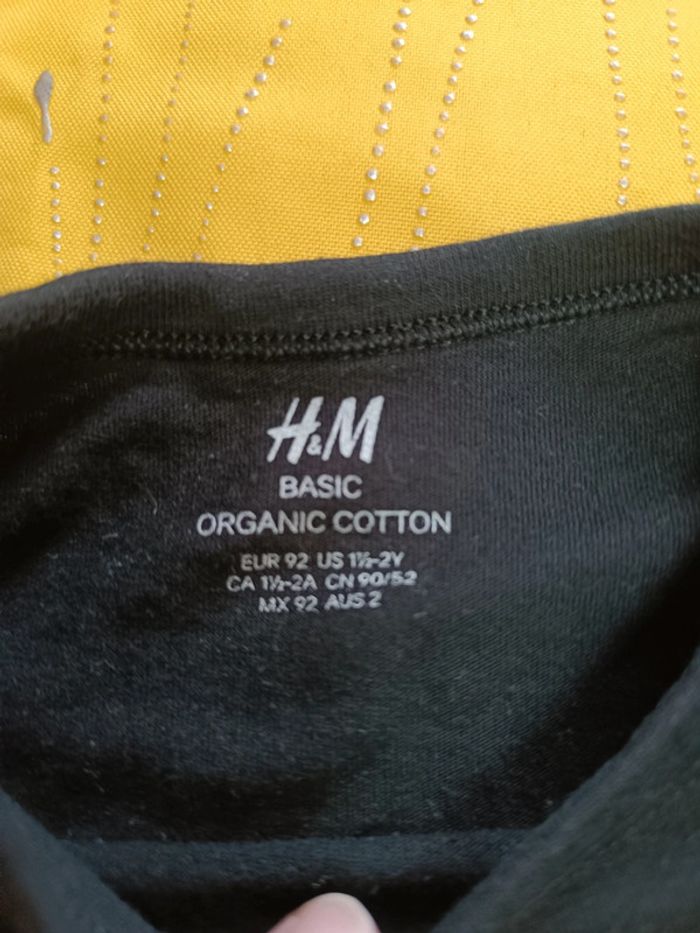 H&M
BASIC
ORGANIC COTTON
EUR 92 US 1½-2Y
CA 1½-2A CN 90/52
MX 92 AUS 2